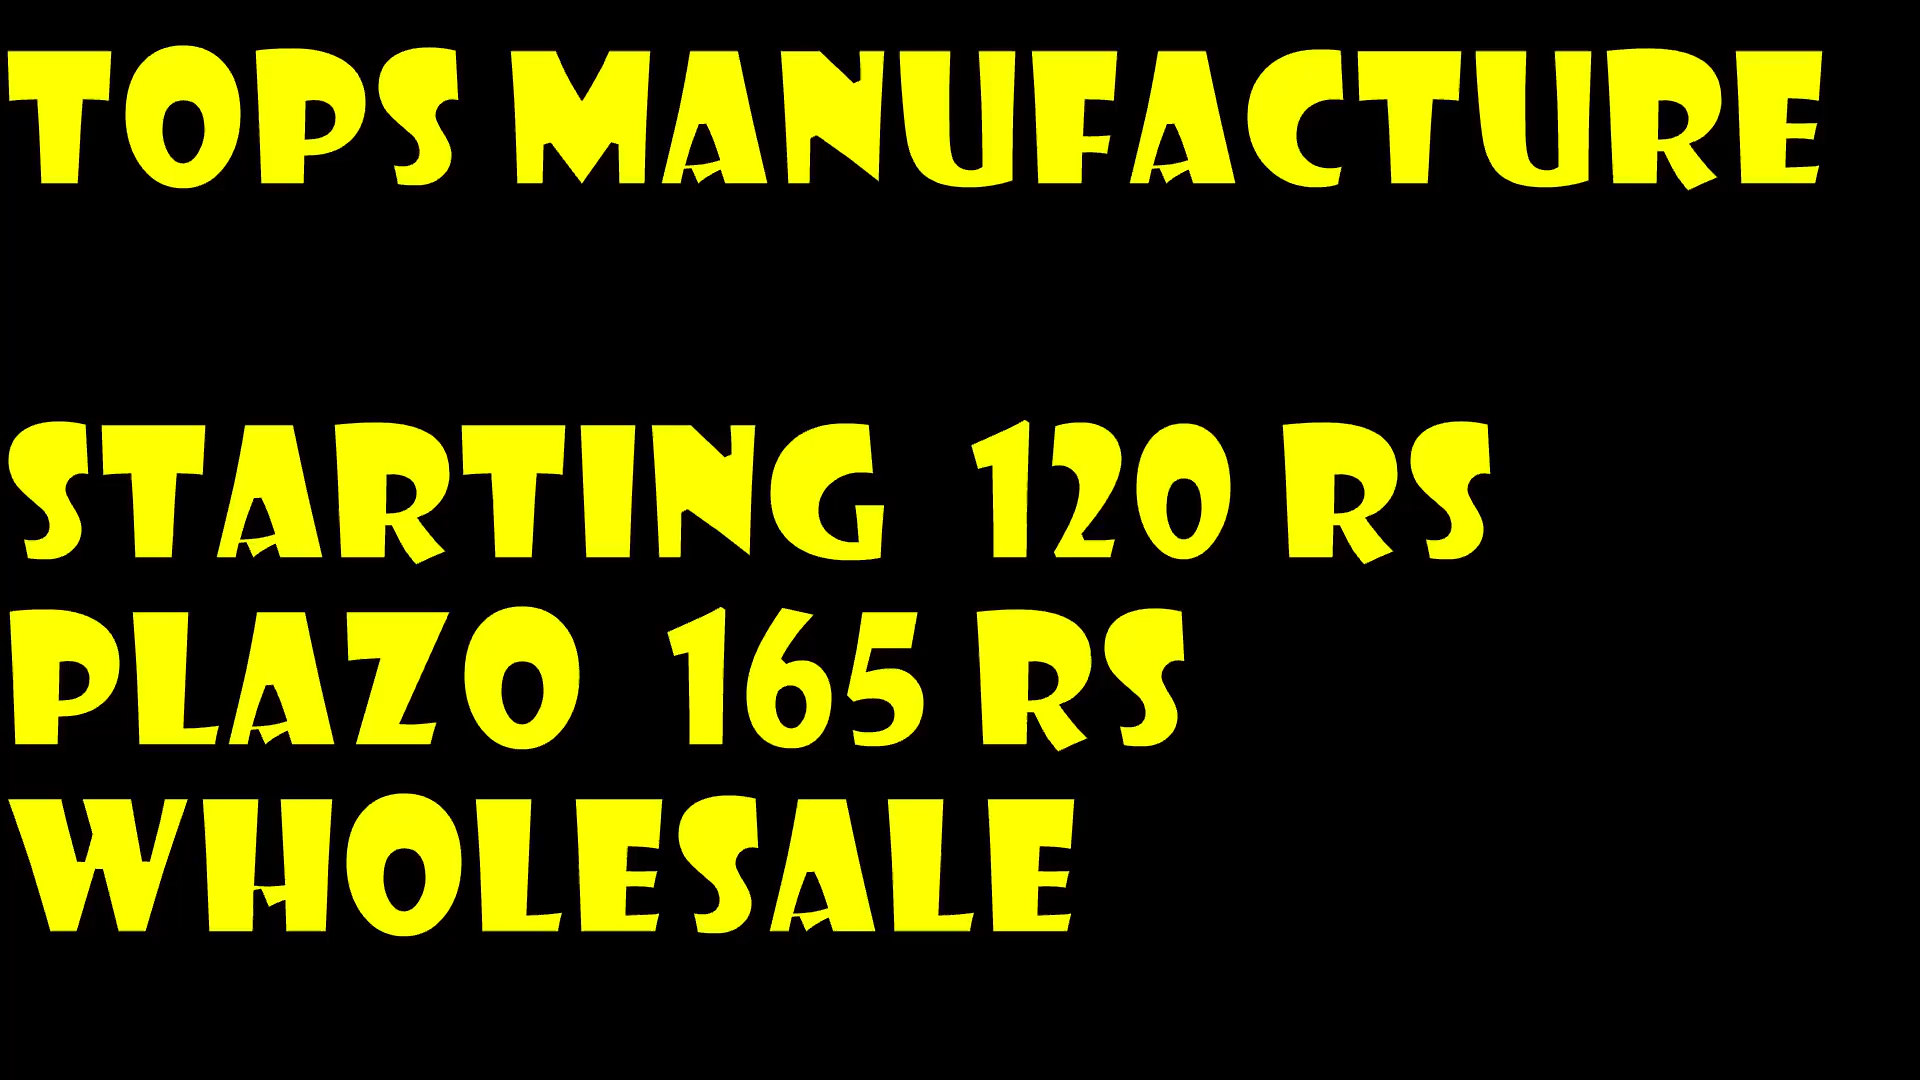 TOPS MANUFACTURE
STARTING 120 RS
PLAZO 165 RS
WHOLESALE